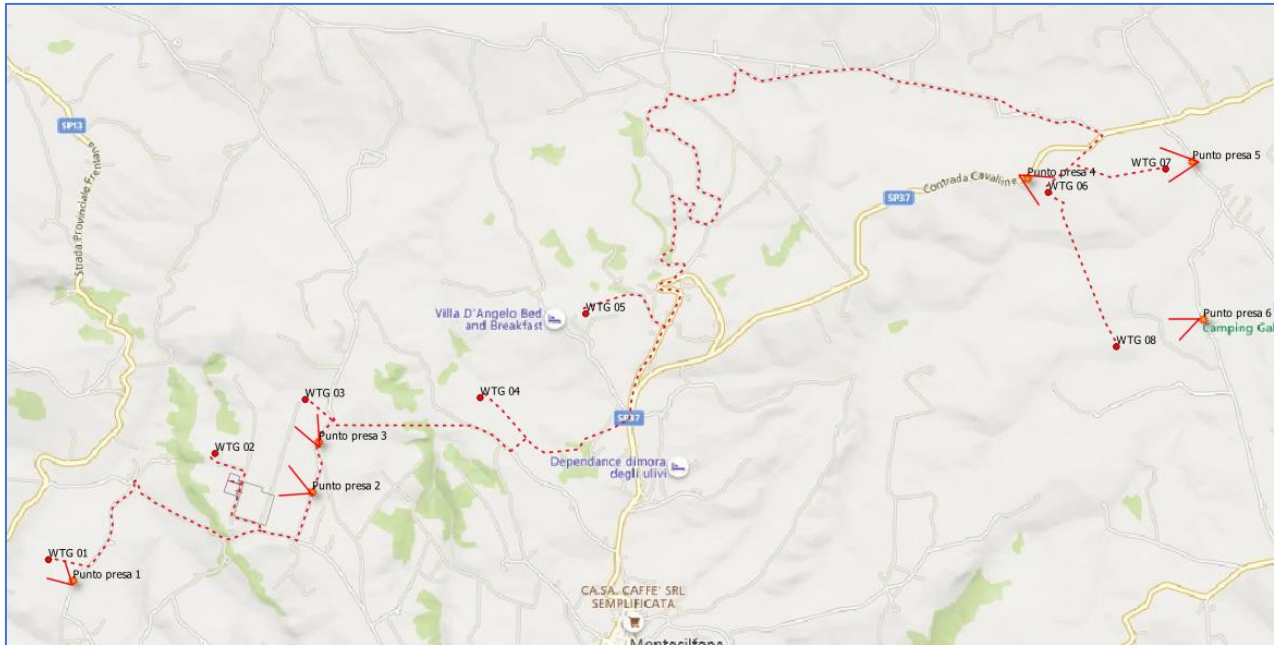 SP13
Strada Provinciale Frentana
Contrada Cavaliine
Punto presa 4
WTG 07
Punto presa 5
WTG 06
SP37
Villa D'Angelo Bed
and Breakfast
WTG 05
Punto presa 6
Camping Gal
WTG 08
WTG 03
WTG 04
SP37
Punto presa 3
WTG 02
Dependance dimora
degli ulivi
Punto presa 2
WTG 01
Punto presa 1
CA.SA. CAFFE' SRL
SEMPLIFICATA